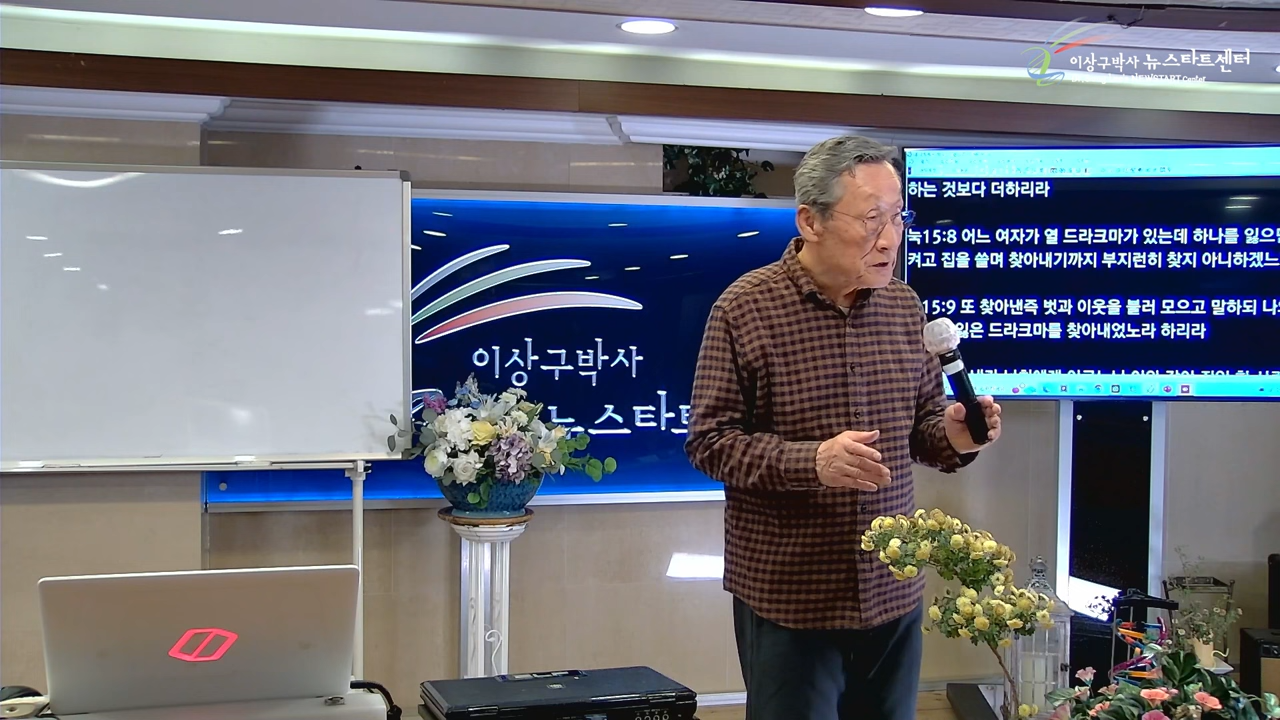 이상구박사 뉴스타트센터
하는 것보다 더하리라
눅15:8 어느 여자가 열 드라크마가 있는데 하나를 잃으면
켜고 집을 쓸며 찾아내기까지 부지런히 찾지 아니하겠느
15:9 또 찾아낸즉 벗과 이웃을 불러 모으고 말하되 나와
잃은 드라크마를 찾아내었노라 하리라
이상구박사
뉴스타트